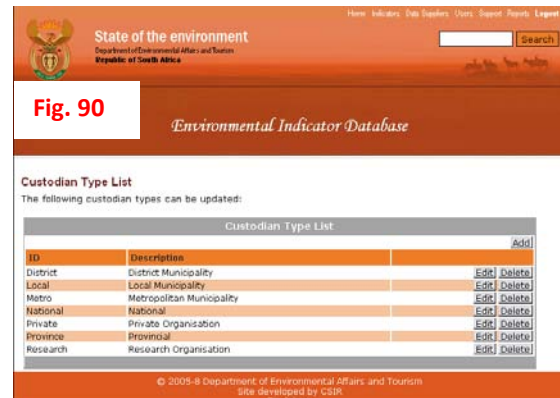 Home Indicators Data Suppliers Users Support Reports Logout
State of the environment
Department of Environmental Affairs and Tourism
Republic of South Africa
Search
Fig. 90
Environmental Indicator Database
Custodian Type List
The following custodian types can be updated:
Custodian Type List
Add
ID Description
District District Municipality Edit Delete
Local Local Municipality Edit Delete
Metro Metropolitan Municipality Edit Delete
National National Edit Delete
Private Private Organisation Edit Delete
Province Provincial Edit Delete
Research Research Organisation Edit Delete
© 2005-8 Department of Environmental Affairs and Tourism
Site developed by CSIR